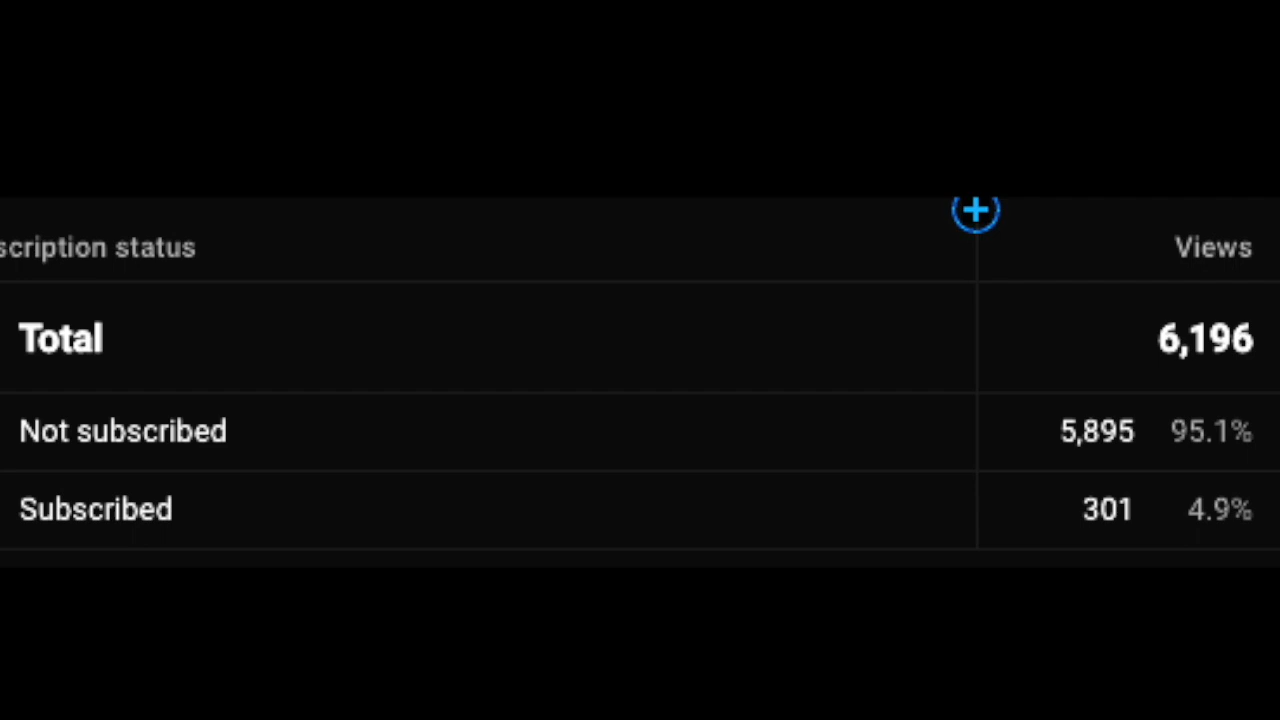 scription status Views
Total 6,196
Not subscribed 5,895 95.1%
Subscribed 301 4.9%